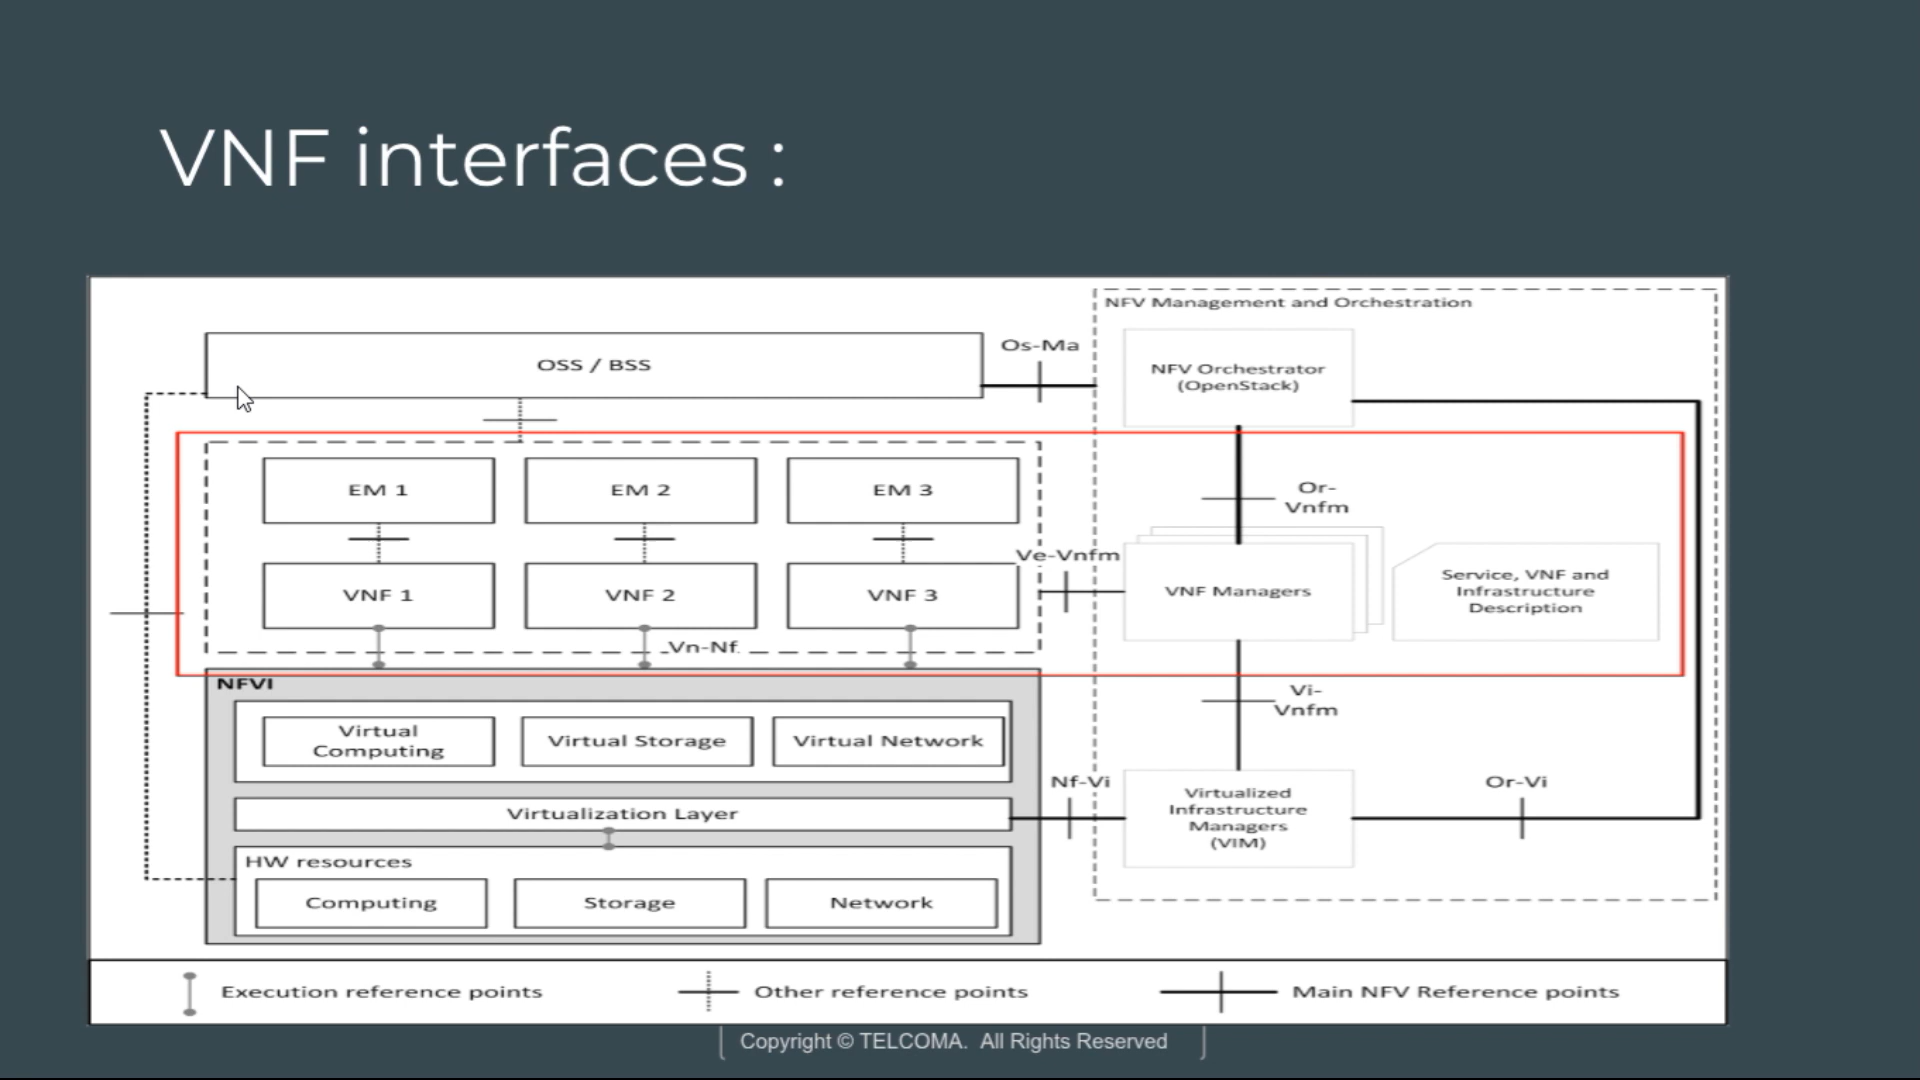 VNF interfaces :
NFV Management and Orchestration
OSS / BSS
Os-Ma
NFV Orchestrator
(OpenStack)
EM 1
EM 2
EM 3
Or-
Vnfm
Ve-Vnfm
VNF 1
VNF 2
VNF 3
VNF Managers
Service, VNF and
Infrastructure
Description
Vn-Nf
NFVI
Vi-
Vnfm
Virtual
Computing
Virtual Storage
Virtual Network
Nf-Vi
Or-Vi
Virtualized
Infrastructure
Managers
(VIM)
Virtualization Layer
HW resources
Computing
Storage
Network
Execution reference points
Other reference points
Main NFV Reference points
Copyright © TELCOMA. All Rights Reserved